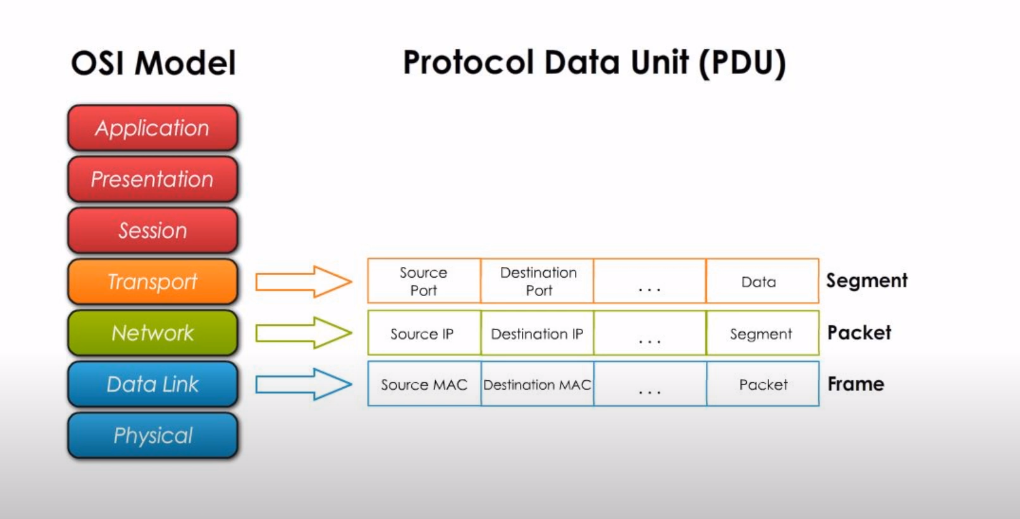 OSI Model
Protocol Data Unit (PDU)
Application
Presentation
Session
Transport
Source Port
Destination Port
...
Data
Segment
Network
Source IP
Destination IP
...
Segment
Packet
Data Link
Source MAC
Destination MAC
...
Packet
Frame
Physical